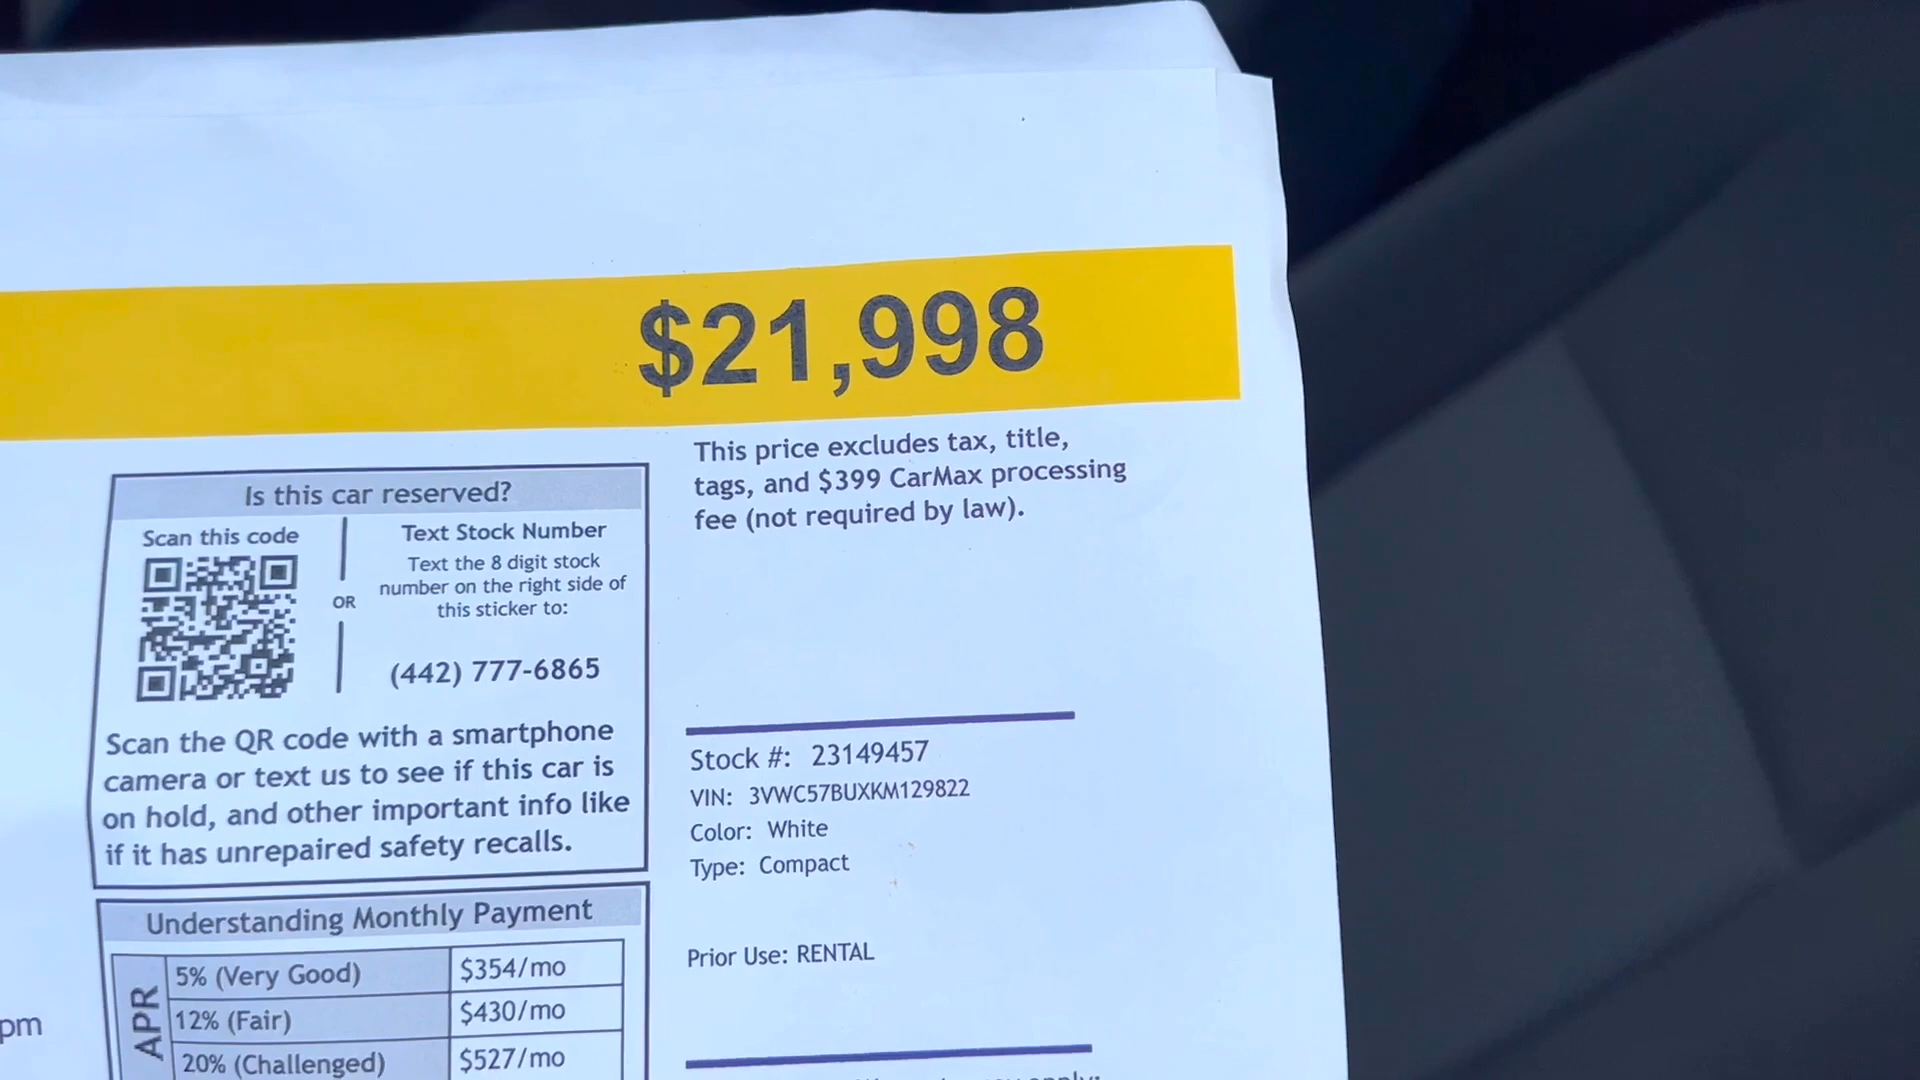 $21,998
This price excludes tax, title,
tags, and $399 CarMax processing
fee (not required by law).
Is this car reserved?
Scan this code
OR
Text Stock Number
Text the 8 digit stock
number on the right side of
this sticker to:
(442) 777-6865
Scan the QR code with a smartphone
camera or text us to see if this car is
on hold, and other important info like
if it has unrepaired safety recalls.
Stock #: 23149457
VIN: 3VWC57BUXKM129822
Color: White
Type: Compact
Prior Use: RENTAL
Understanding Monthly Payment
APR
5% (Very Good) $354/mo
12% (Fair) $430/mo
20% (Challenged) $527/mo
pm